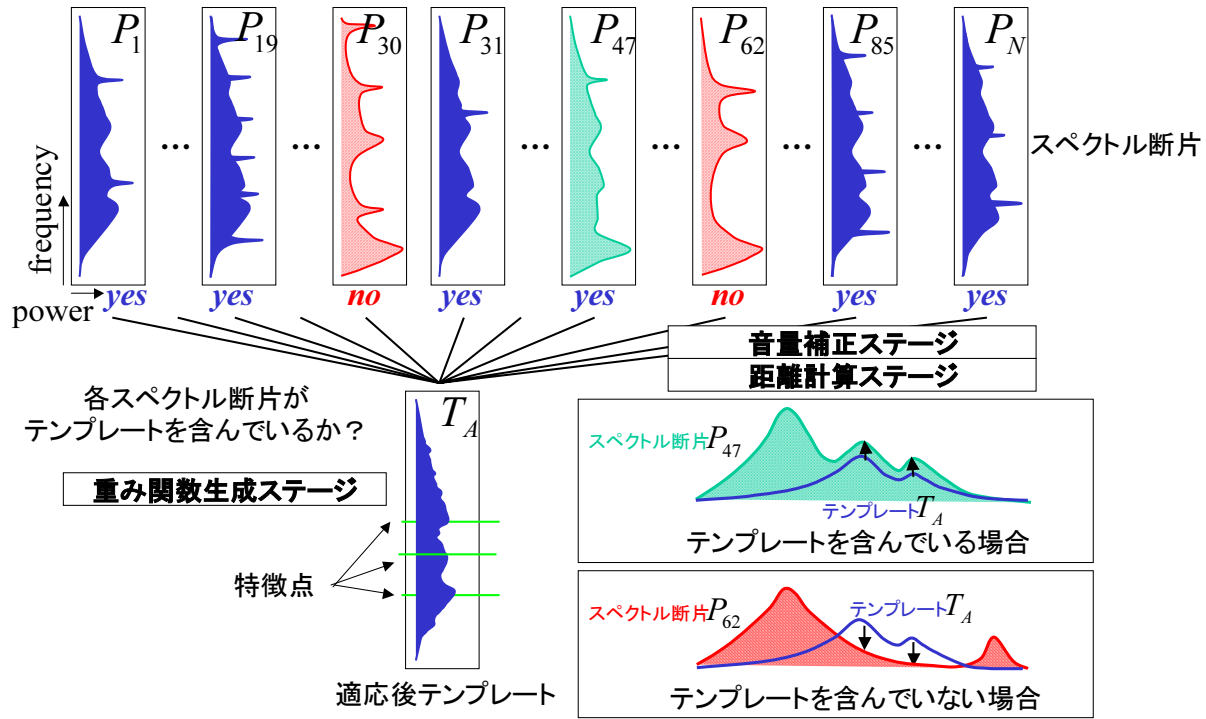 P1
P19
P30
P31
P47
P62
P85
PN
... ... ... ... ... ... ...
スペクトル断片
frequency
power
yes yes no yes yes no yes yes
音量補正ステージ
距離計算ステージ
各スペクトル断片が
テンプレートを含んでいるか？
重み関数生成ステージ
特徴点
TA
適応後テンプレート
スペクトル断片P47
テンプレートTA
テンプレートを含んでいる場合
スペクトル断片P62
テンプレートTA
テンプレートを含んでいない場合